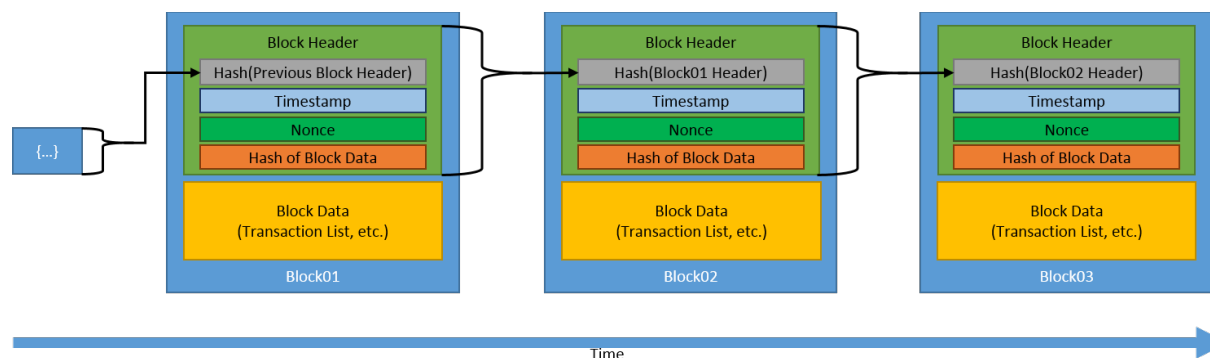 {...}
Block Header
Hash(Previous Block Header)
Timestamp
Nonce
Hash of Block Data
Block Data
(Transaction List, etc.)
Block01
Block Header
Hash(Block01 Header)
Timestamp
Nonce
Hash of Block Data
Block Data
(Transaction List, etc.)
Block02
Block Header
Hash(Block02 Header)
Timestamp
Nonce
Hash of Block Data
Block Data
(Transaction List, etc.)
Block03
Time